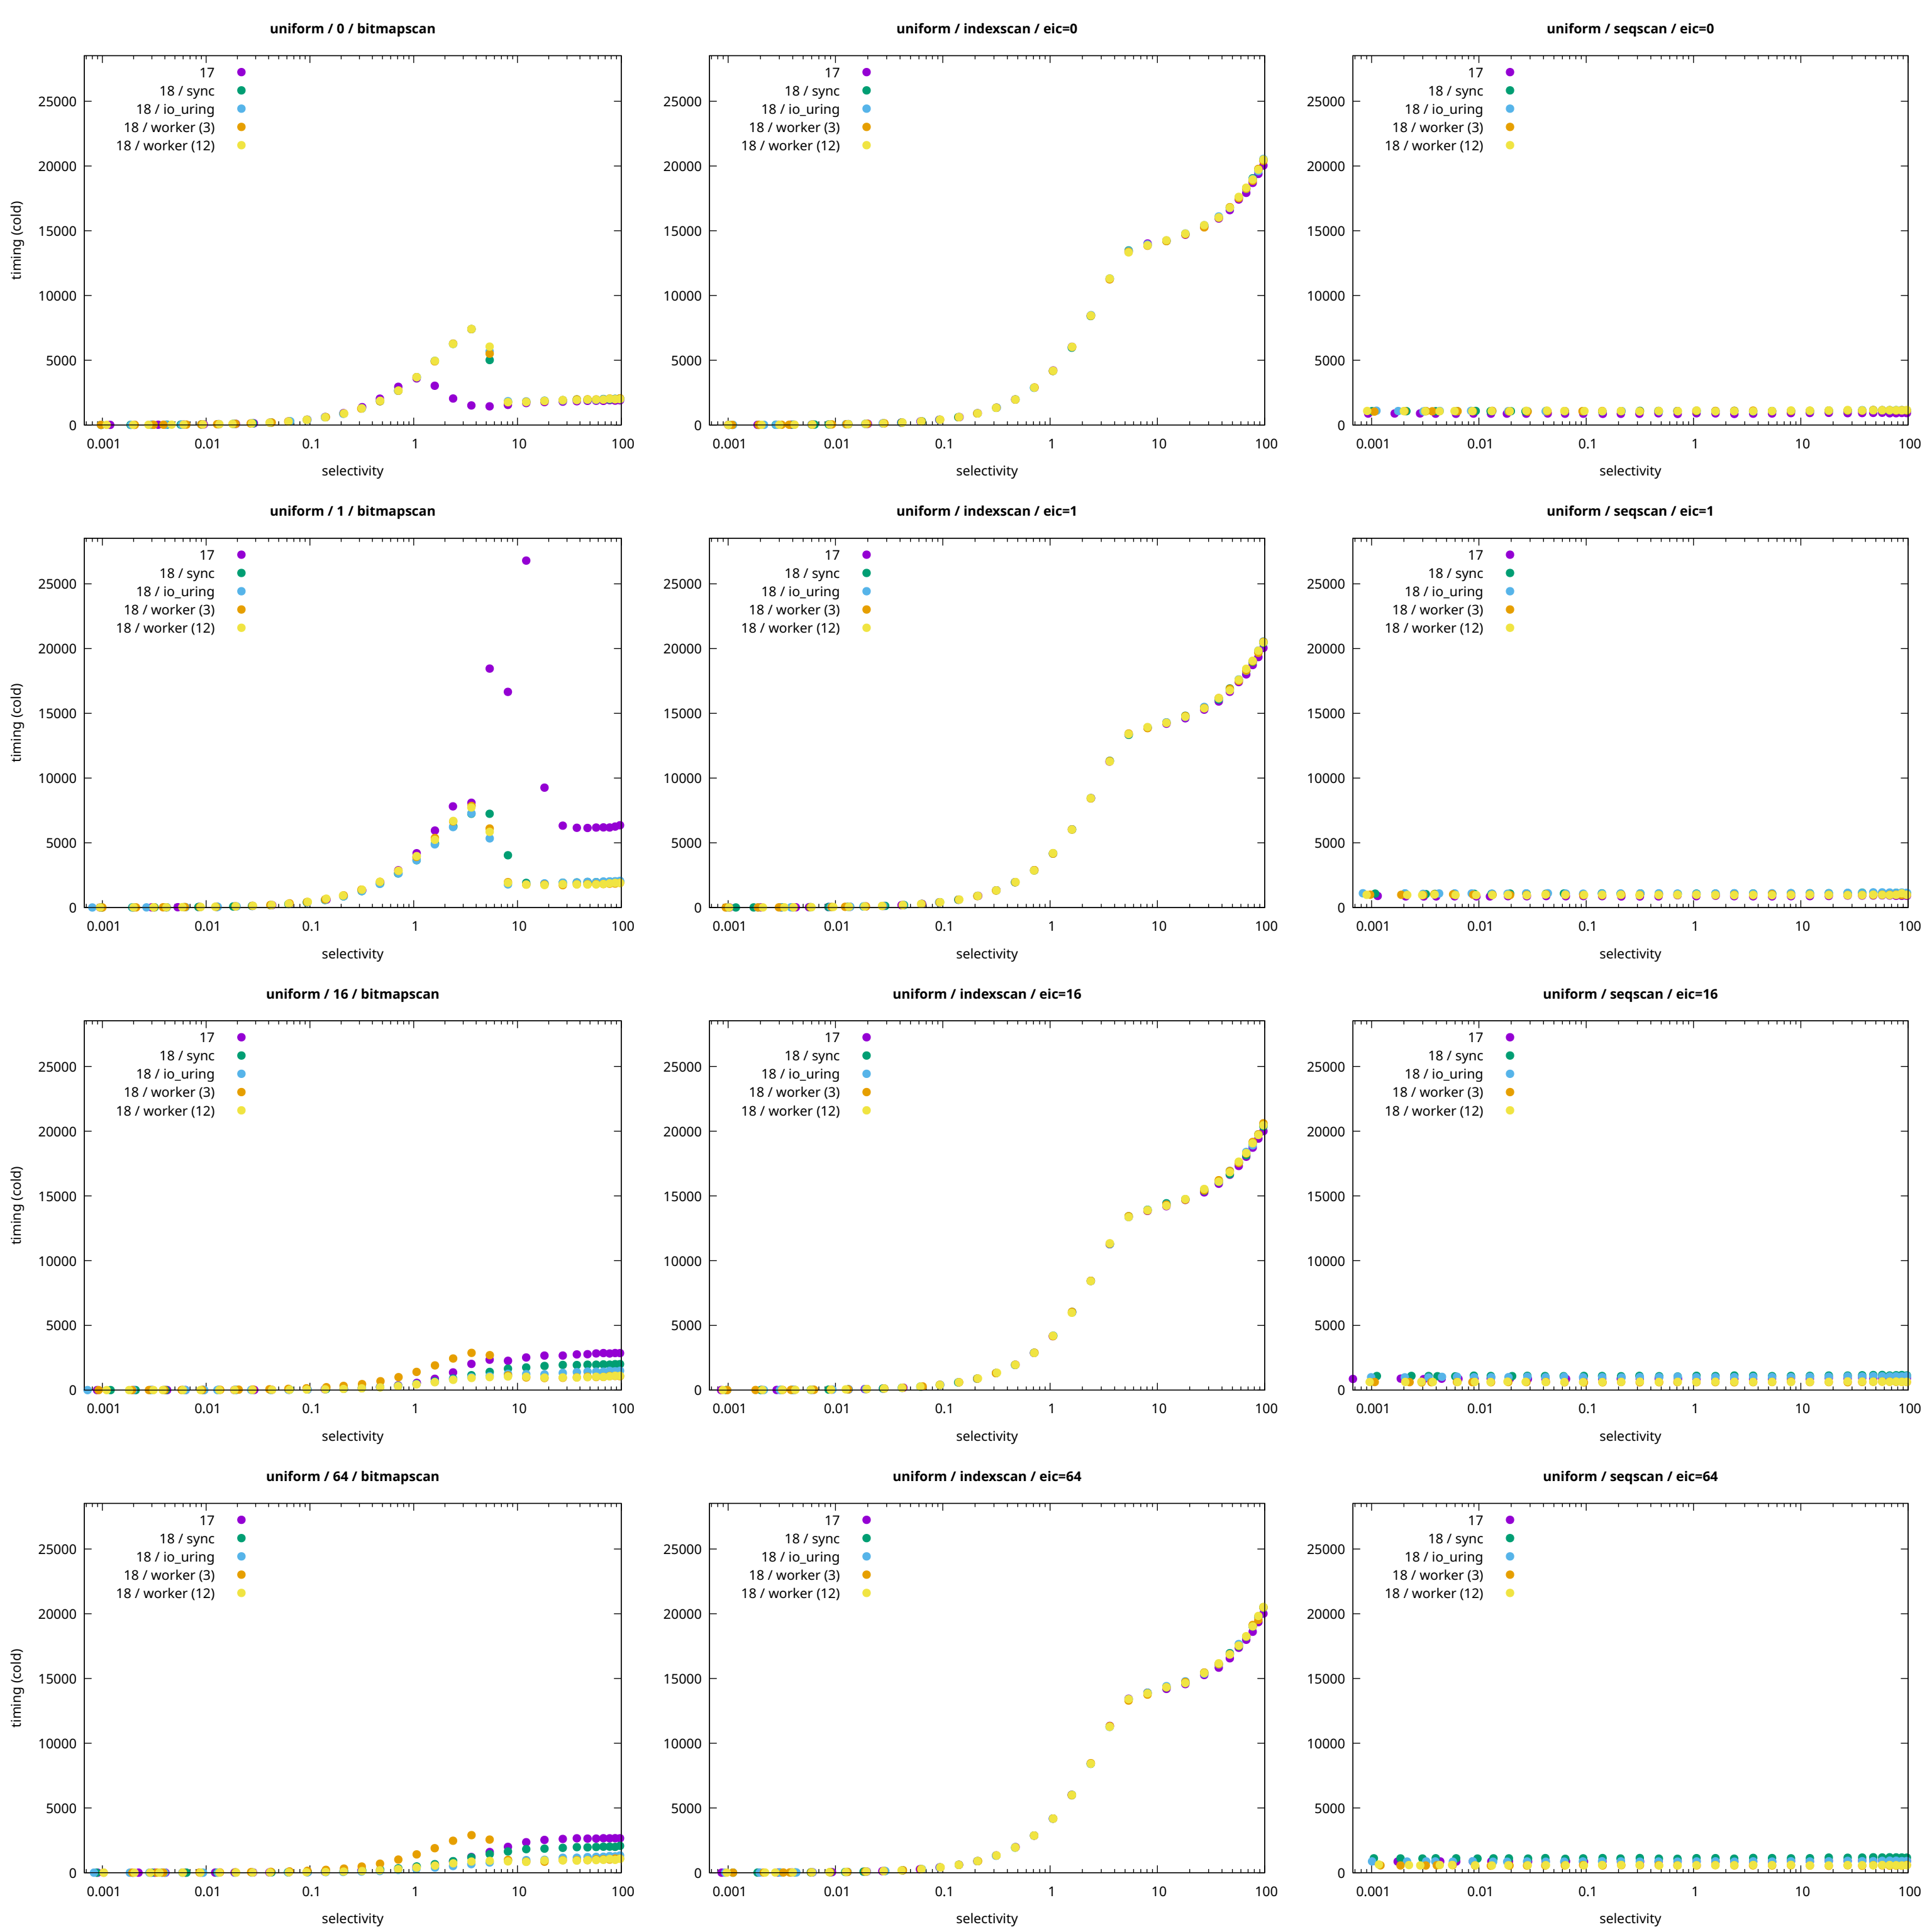 uniform / 0 / bitmapscan
17
18 / sync
18 / io_uring
18 / worker (3)
18 / worker (12)
25000
20000
15000
10000
5000
0
timing (cold)
0.001 0.01 0.1 1 10 100
selectivity
uniform / indexscan / eic=0
17
18 / sync
18 / io_uring
18 / worker (3)
18 / worker (12)
25000
20000
15000
10000
5000
0
0.001 0.01 0.1 1 10 100
selectivity
uniform / seqscan / eic=0
17
18 / sync
18 / io_uring
18 / worker (3)
18 / worker (12)
25000
20000
15000
10000
5000
0
0.001 0.01 0.1 1 10 100
selectivity
uniform / 1 / bitmapscan
17
18 / sync
18 / io_uring
18 / worker (3)
18 / worker (12)
25000
20000
15000
10000
5000
0
timing (cold)
0.001 0.01 0.1 1 10 100
selectivity
uniform / indexscan / eic=1
17
18 / sync
18 / io_uring
18 / worker (3)
18 / worker (12)
25000
20000
15000
10000
5000
0
0.001 0.01 0.1 1 10 100
selectivity
uniform / seqscan / eic=1
17
18 / sync
18 / io_uring
18 / worker (3)
18 / worker (12)
25000
20000
15000
10000
5000
0
0.001 0.01 0.1 1 10 100
selectivity
uniform / 16 / bitmapscan
17
18 / sync
18 / io_uring
18 / worker (3)
18 / worker (12)
25000
20000
15000
10000
5000
0
timing (cold)
0.001 0.01 0.1 1 10 100
selectivity
uniform / indexscan / eic=16
17
18 / sync
18 / io_uring
18 / worker (3)
18 / worker (12)
25000
20000
15000
10000
5000
0
0.001 0.01 0.1 1 10 100
selectivity
uniform / seqscan / eic=16
17
18 / sync
18 / io_uring
18 / worker (3)
18 / worker (12)
25000
20000
15000
10000
5000
0
0.001 0.01 0.1 1 10 100
selectivity
uniform / 64 / bitmapscan
17
18 / sync
18 / io_uring
18 / worker (3)
18 / worker (12)
25000
20000
15000
10000
5000
0
timing (cold)
0.001 0.01 0.1 1 10 100
selectivity
uniform / indexscan / eic=64
17
18 / sync
18 / io_uring
18 / worker (3)
18 / worker (12)
25000
20000
15000
10000
5000
0
0.001 0.01 0.1 1 10 100
selectivity
uniform / seqscan / eic=64
17
18 / sync
18 / io_uring
18 / worker (3)
18 / worker (12)
25000
20000
15000
10000
5000
0
0.001 0.01 0.1 1 10 100
selectivity